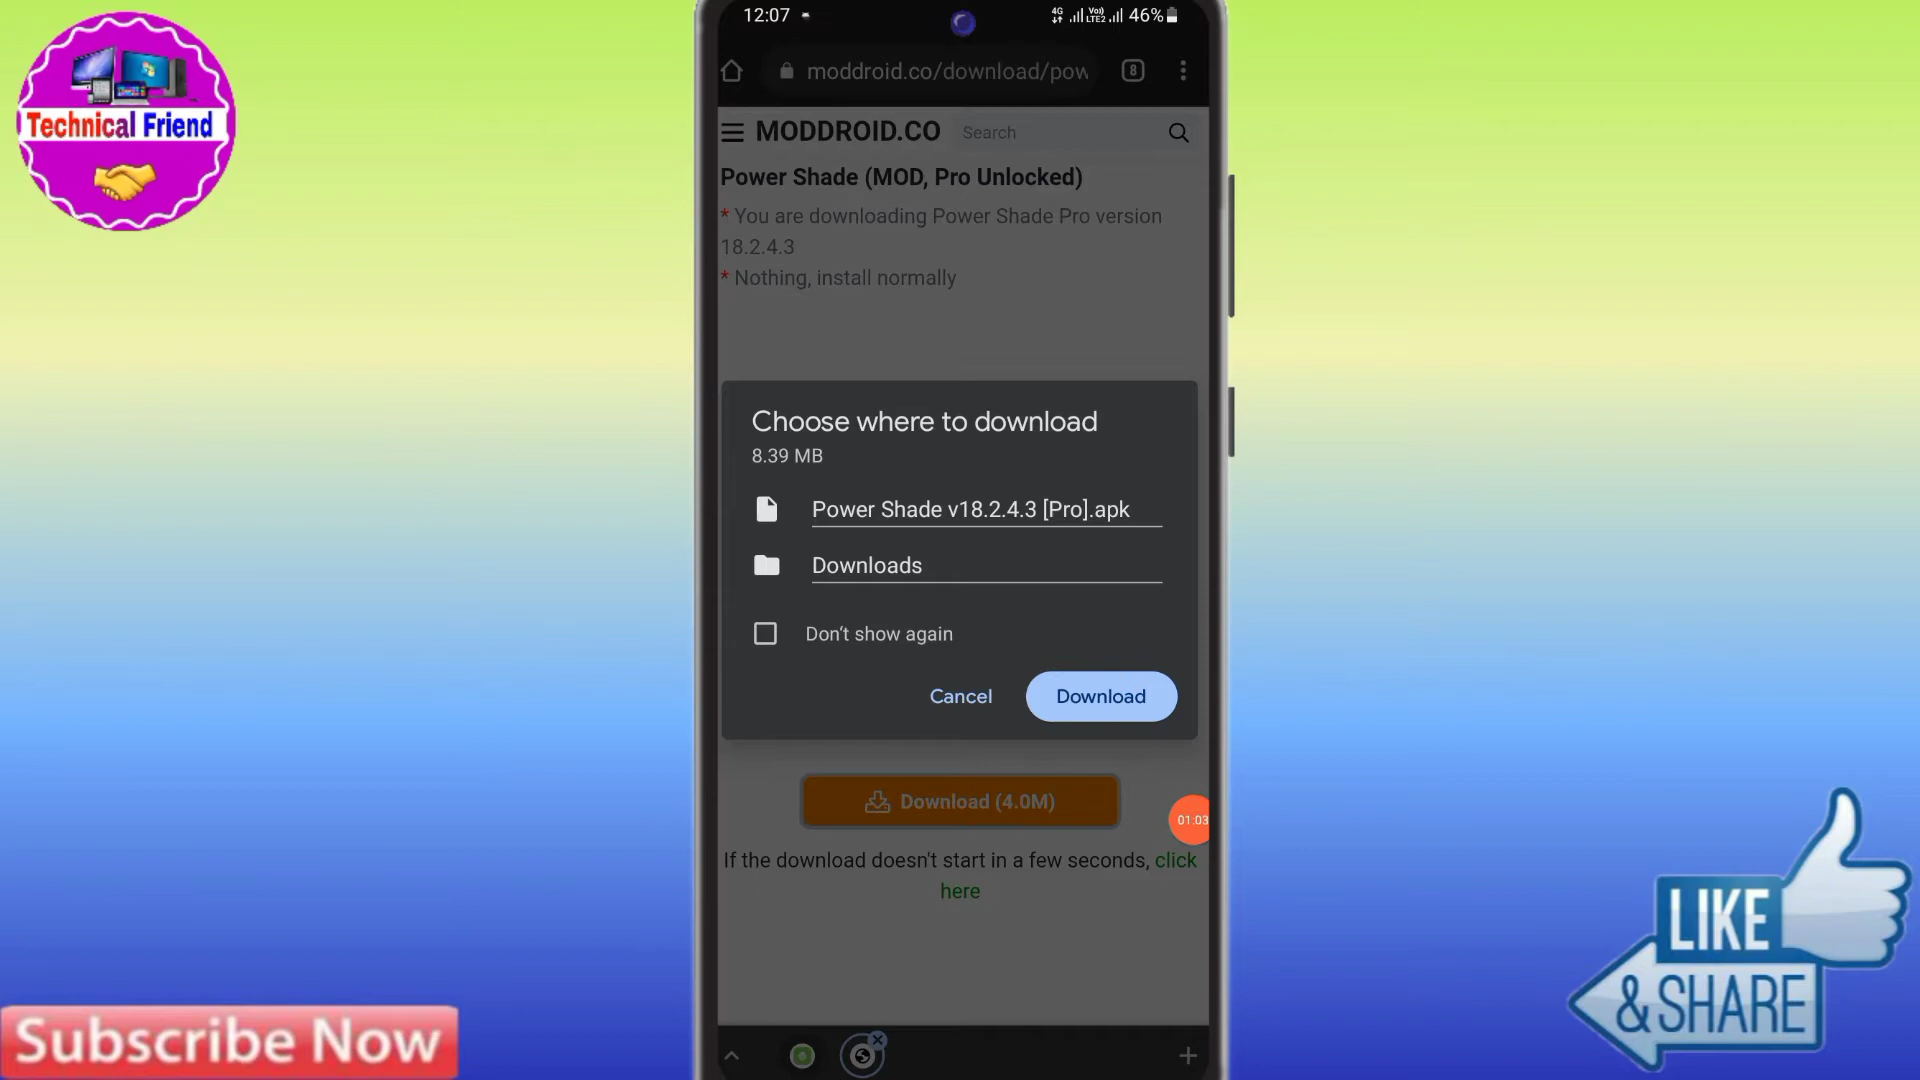 Technical Friend
12:07
4G
Vo))
LTE2
46%
moddroid.co/download/pow
8
MODDROID.CO
Search
Power Shade (MOD, Pro Unlocked)
* You are downloading Power Shade Pro version
18.2.4.3
* Nothing, install normally
Choose where to download
8.39 MB
Power Shade v18.2.4.3 [Pro].apk
Downloads
Don't show again
Cancel
Download
Download (4.0M)
01:03
If the download doesn't start in a few seconds, click
here
LIKE
& SHARE
Subscribe Now